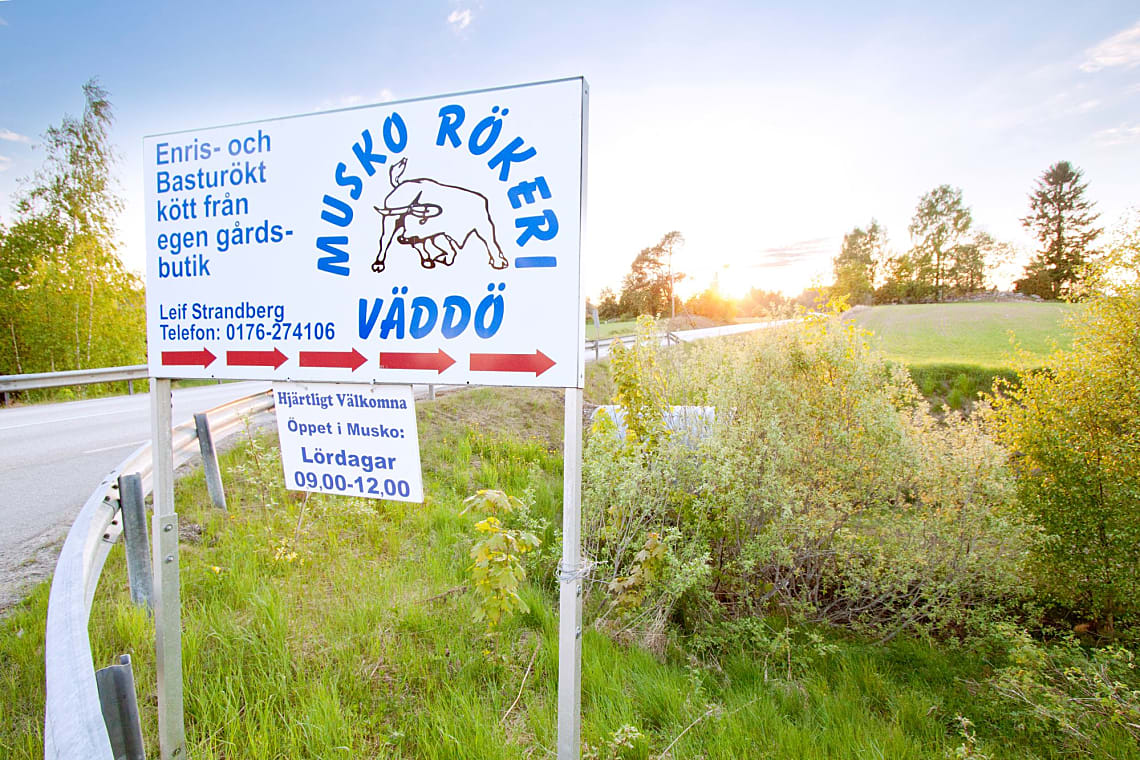 Enris- och
Basturökt
kött från
egen gårds-
butik
MUSKO RÖKERI
VÄDDÖ
Leif Strandberg
Telefon: 0176-274106
Hjärtligt Välkomna
Öppet i Musko:
Lördagar
09,00-12,00